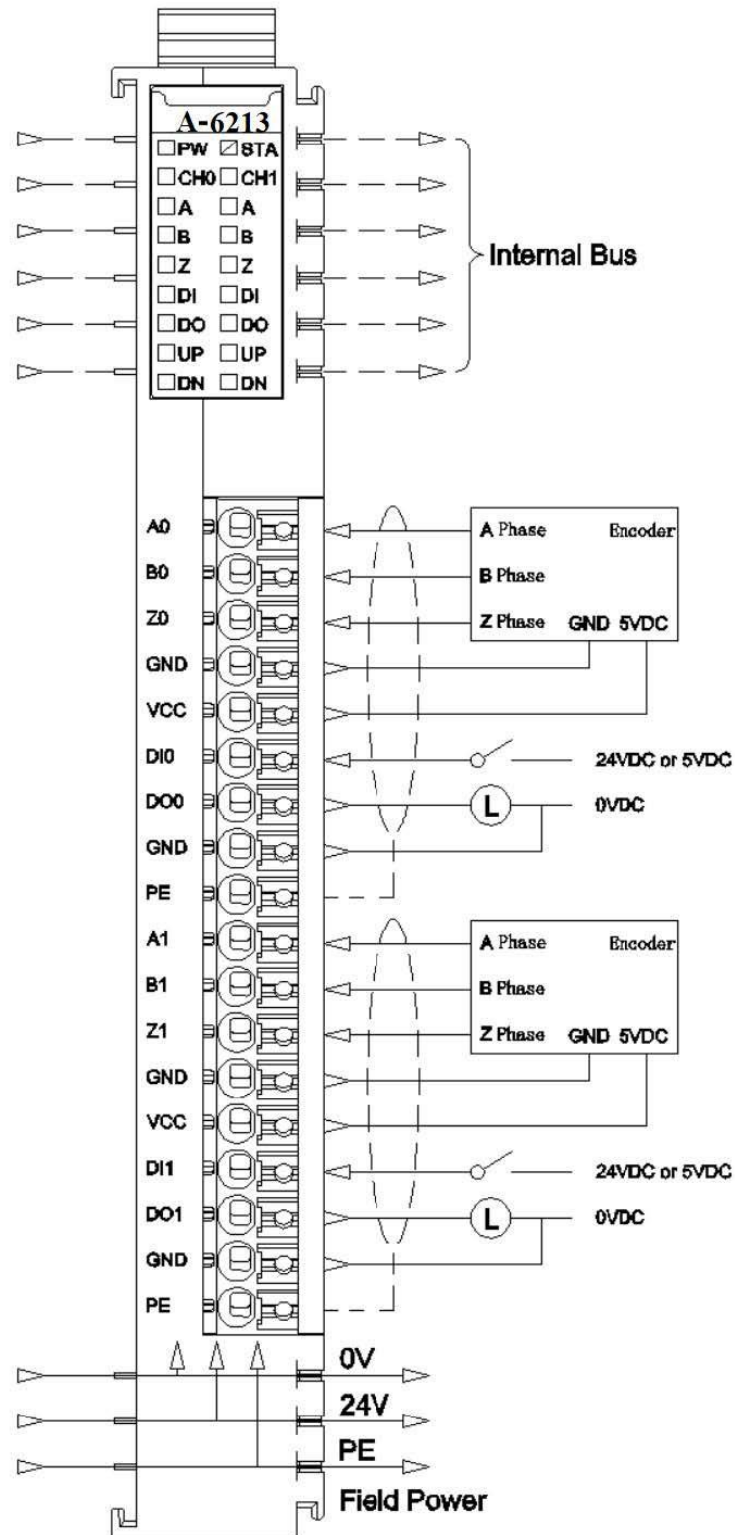 A-6213
PW STA
CH0 CH1
A A
B B
Z Z
DI DI
DO DO
UP UP
DN DN
Internal Bus
A0
B0
Z0
GND
VCC
DI0
DO0
GND
PE
A Phase Encoder
B Phase
Z Phase GND 5VDC
24VDC or 5VDC
L 0VDC
A1
B1
Z1
GND
VCC
DI1
DO1
GND
PE
A Phase Encoder
B Phase
Z Phase GND 5VDC
24VDC or 5VDC
L 0VDC
0V
24V
PE
Field Power